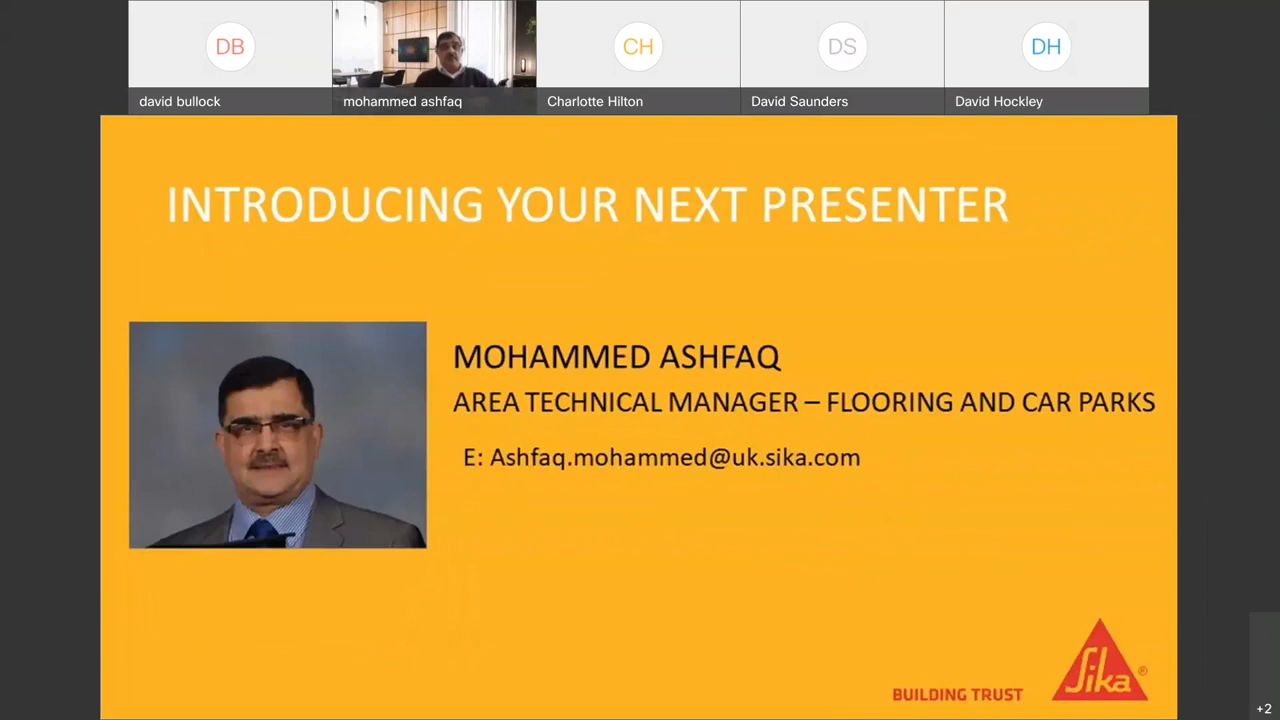 DB
CH
DS
DH
david bullock
mohammed ashfaq
Charlotte Hilton
David Saunders
David Hockley
INTRODUCING YOUR NEXT PRESENTER
MOHAMMED ASHFAQ
AREA TECHNICAL MANAGER – FLOORING AND CAR PARKS
E: Ashfaq.mohammed@uk.sika.com
BUILDING TRUST
Sika®
+2